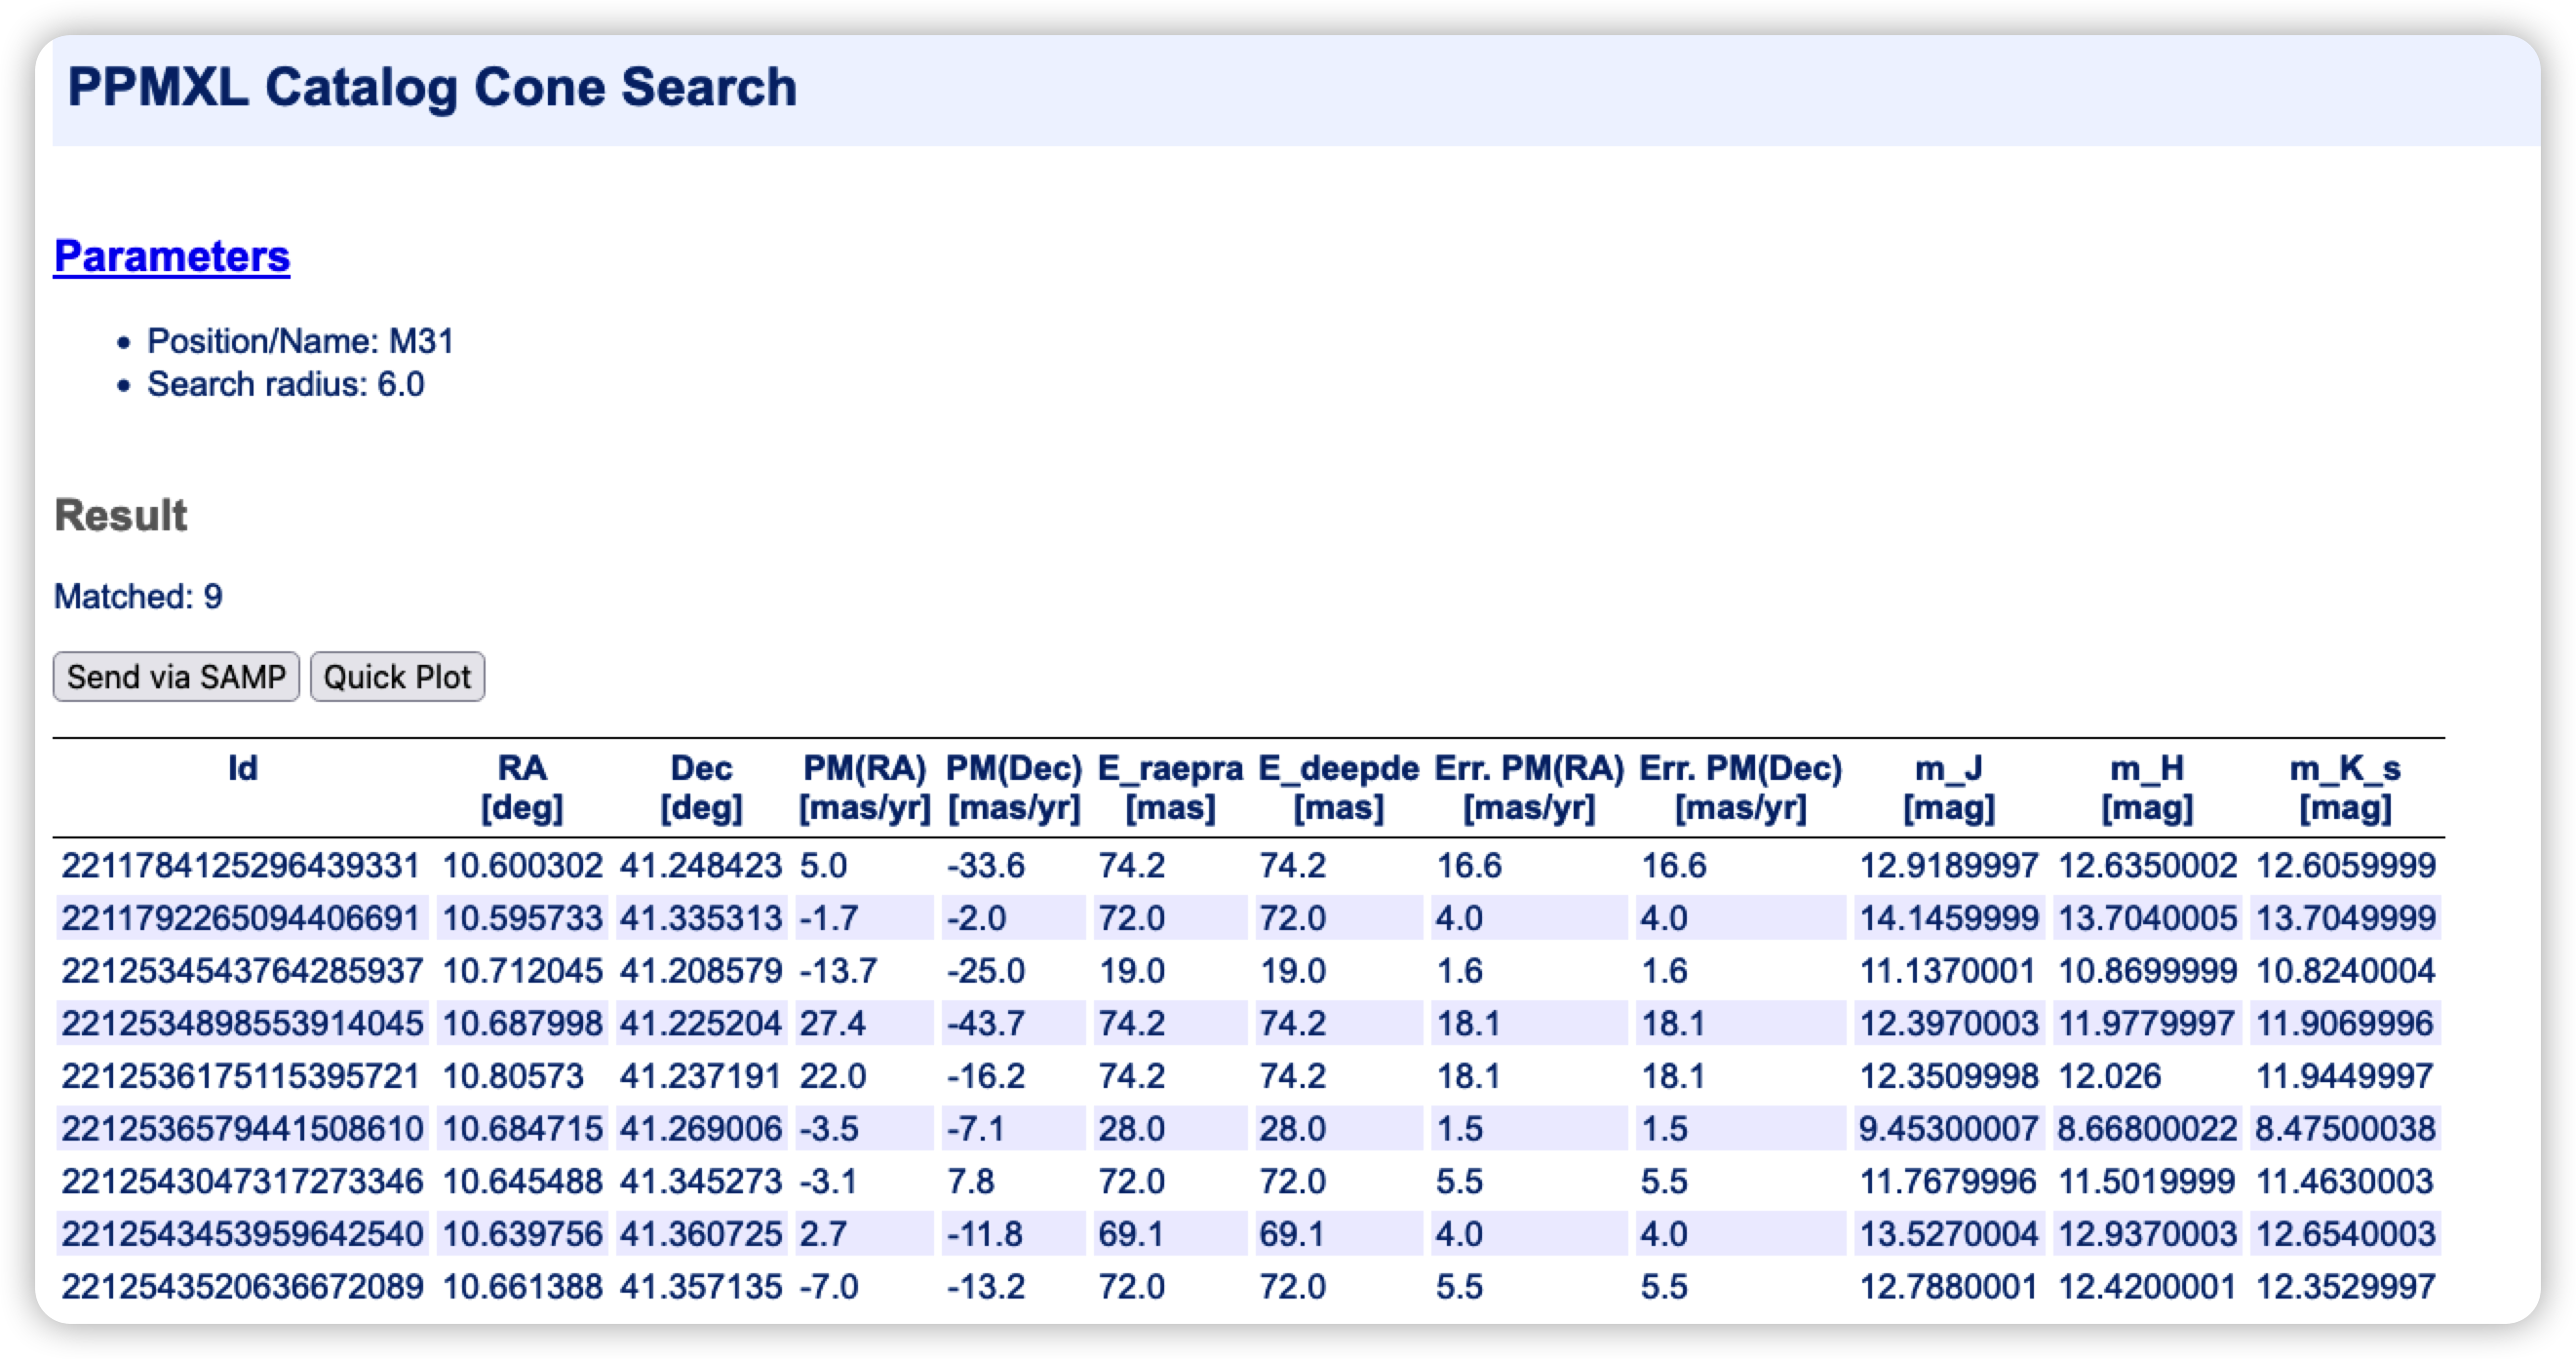 PPMXL Catalog Cone Search
Parameters
• Position/Name: M31
• Search radius: 6.0
Result
Matched: 9
Send via SAMP Quick Plot
Id RA Dec PM(RA) PM(Dec) E_raepra E_deepde Err. PM(RA) Err. PM(Dec) m_J m_H m_K_s
[deg] [deg] [mas/yr] [mas/yr] [mas] [mas] [mas/yr] [mas/yr] [mag] [mag] [mag]
2211784125296439331 10.600302 41.248423 5.0 -33.6 74.2 74.2 16.6 16.6 12.9189997 12.6350002 12.6059999
2211792265094406691 10.595733 41.335313 -1.7 -2.0 72.0 72.0 4.0 4.0 14.1459999 13.7040005 13.7049999
2212534543764285937 10.712045 41.208579 -13.7 -25.0 19.0 19.0 1.6 1.6 11.1370001 10.8699999 10.8240004
2212534898553914045 10.687998 41.225204 27.4 -43.7 74.2 74.2 18.1 18.1 12.3970003 11.9779997 11.9069996
2212536175115395721 10.80573 41.237191 22.0 -16.2 74.2 74.2 18.1 18.1 12.3509998 12.026 11.9449997
2212536579441508610 10.684715 41.269006 -3.5 -7.1 28.0 28.0 1.5 1.5 9.45300007 8.66800022 8.47500038
2212543047317273346 10.645488 41.345273 -3.1 7.8 72.0 72.0 5.5 5.5 11.7679996 11.5019999 11.4630003
2212543453959642540 10.639756 41.360725 2.7 -11.8 69.1 69.1 4.0 4.0 13.5270004 12.9370003 12.6540003
2212543520636672089 10.661388 41.357135 -7.0 -13.2 72.0 72.0 5.5 5.5 12.7880001 12.4200001 12.3529997